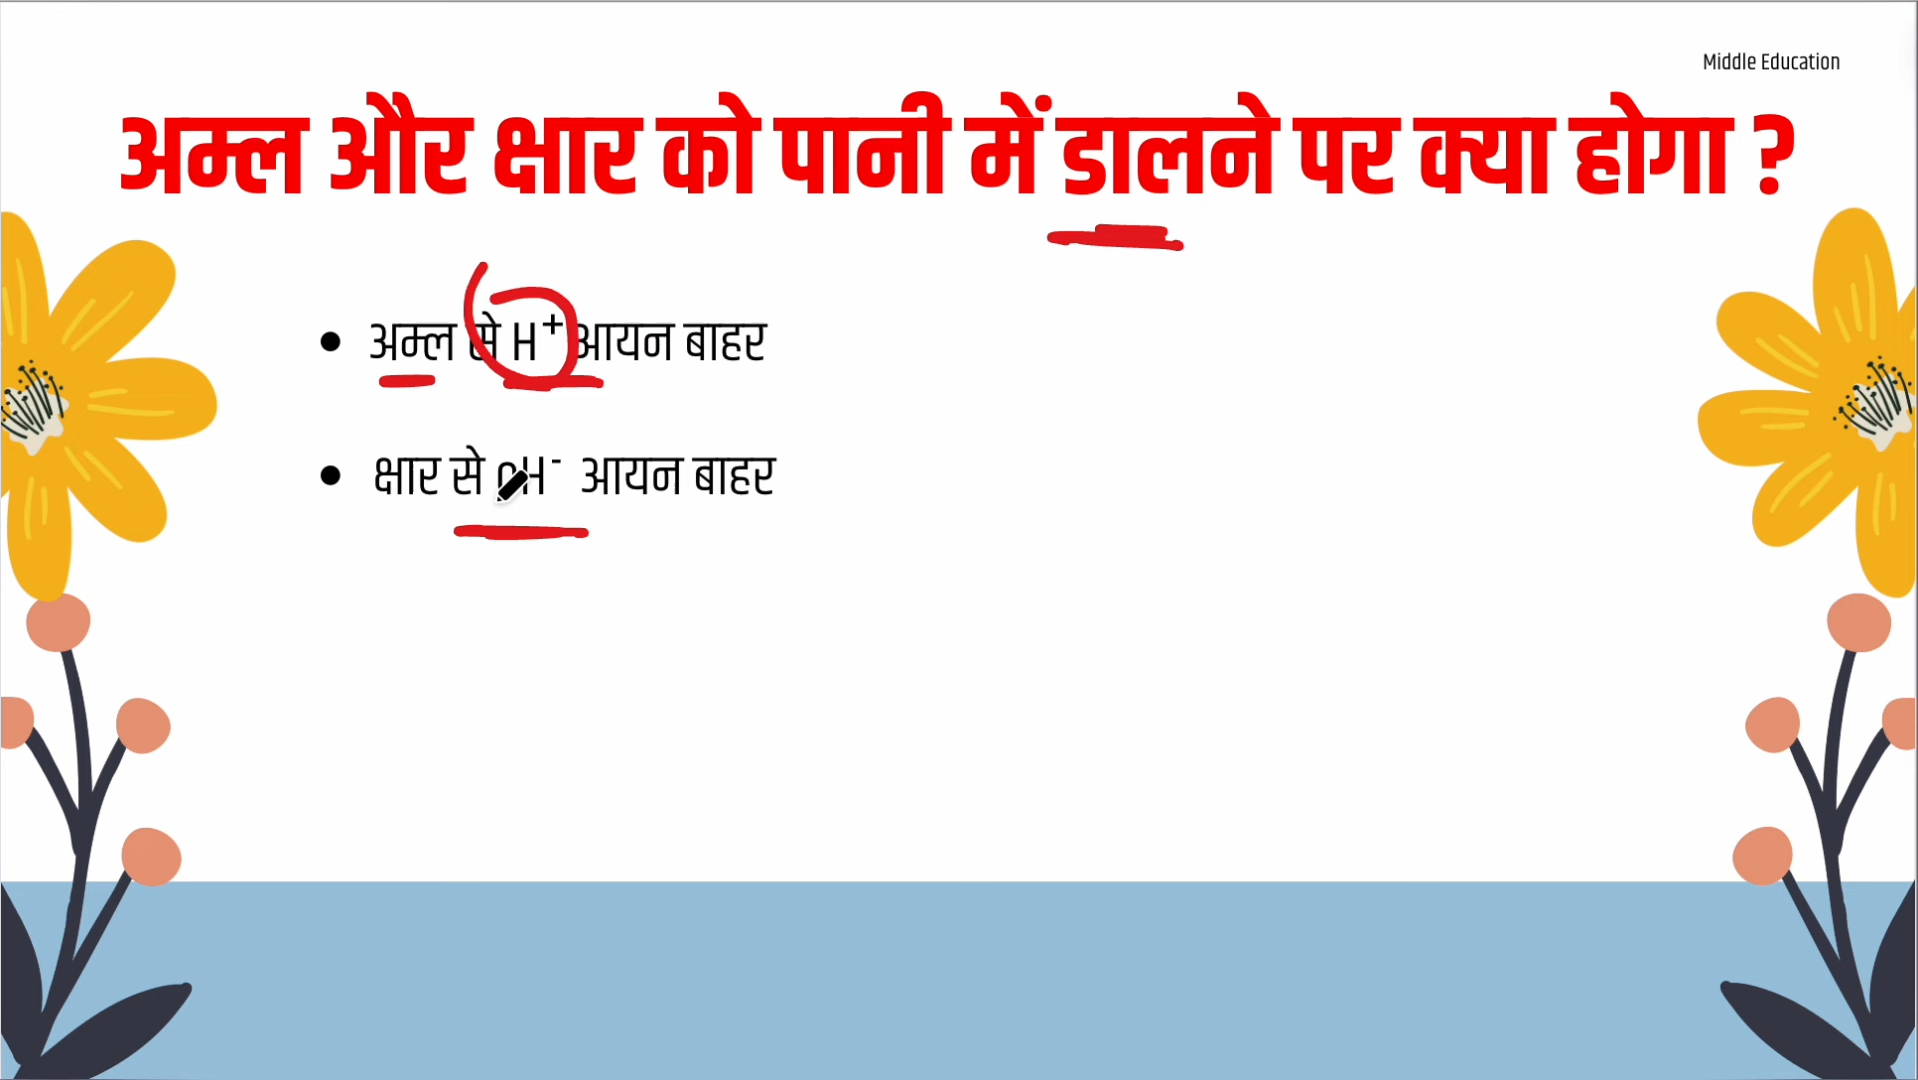 Middle Education
अम्ल और क्षार को पानी में डालने पर क्या होगा ?
• अम्ल से H⁺ आयन बाहर
• क्षार से oH⁻ आयन बाहर